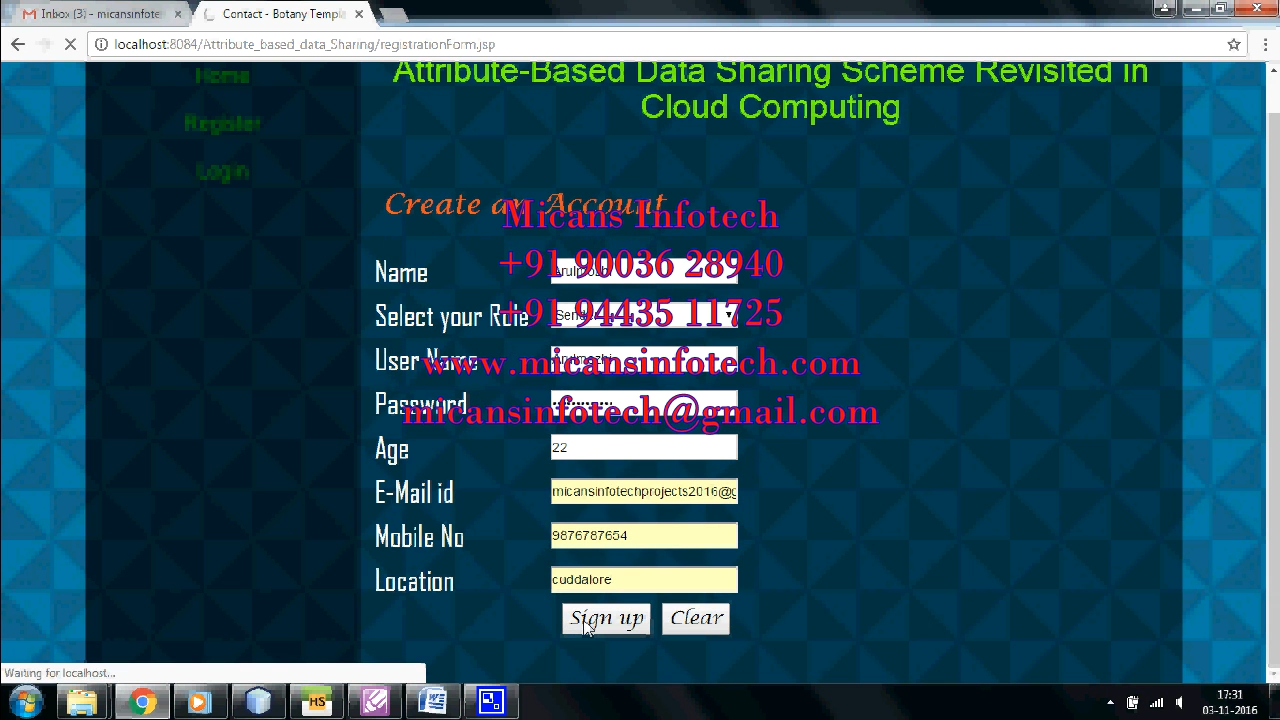 Inbox (3) - micansinfotec
Contact - Botany Templa
localhost:8084/Attribute_based_data_Sharing/registrationForm.jsp
Home
Register
Login
Attribute-Based Data Sharing Scheme Revisited in
Cloud Computing
Create an Account
Micans Infotech
+91 90036 28940
+91 94435 11725
www.micansinfotech.com
micansinfotech@gmail.com
Name
Select your Role
User Name
Password
Age 22
E-Mail id micansinfotechprojects2016@g
Mobile No 9876787654
Location cuddalore
Sign up Clear
Waiting for localhost...
HS
17:31
03-11-2016